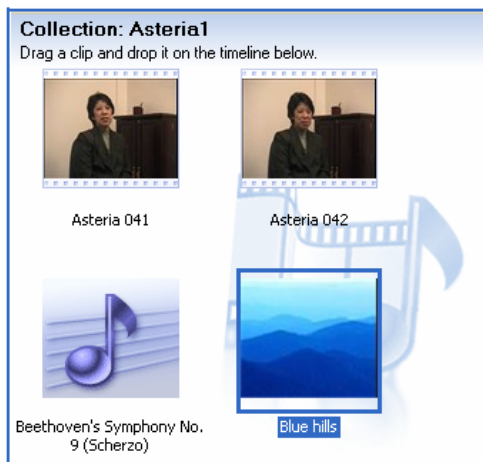 Collection: Asteria1
Drag a clip and drop it on the timeline below.
Asteria 041
Asteria 042
Beethoven's Symphony No.
9 (Scherzo)
Blue hills